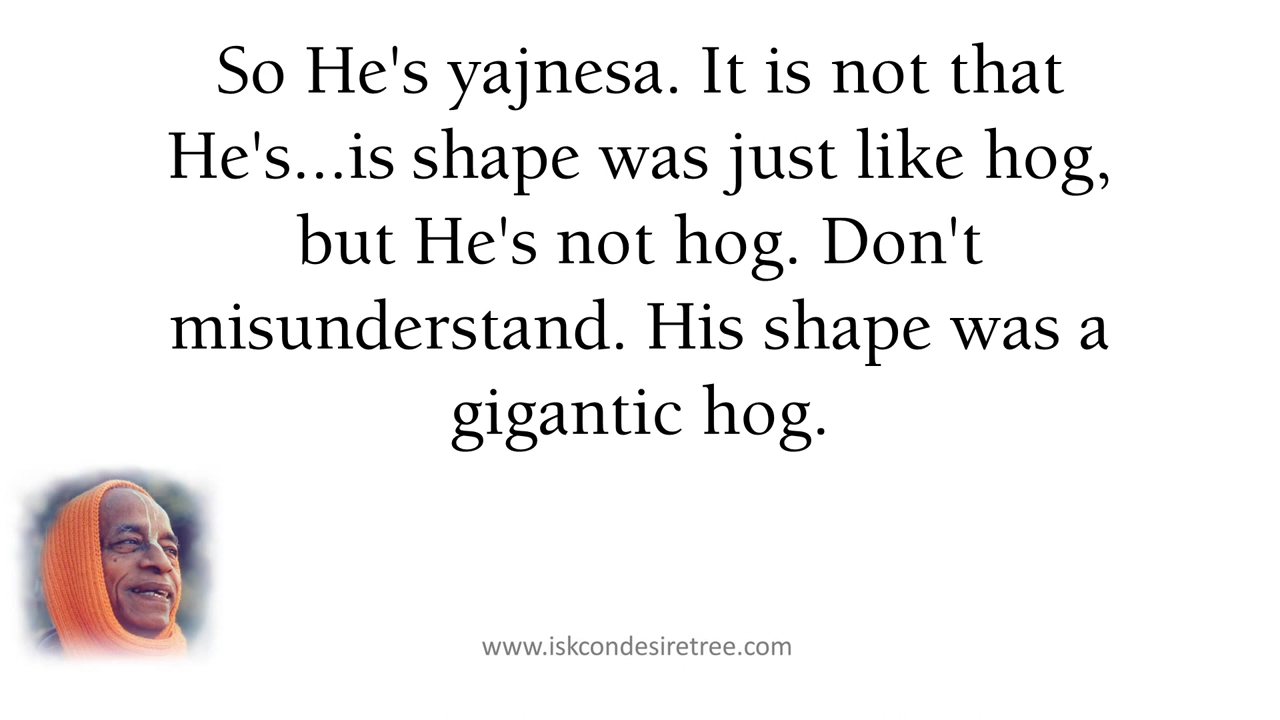 So He's yajnesa. It is not that
He's...is shape was just like hog,
but He's not hog. Don't
misunderstand. His shape was a
gigantic hog.
www.iskcondesiretree.com